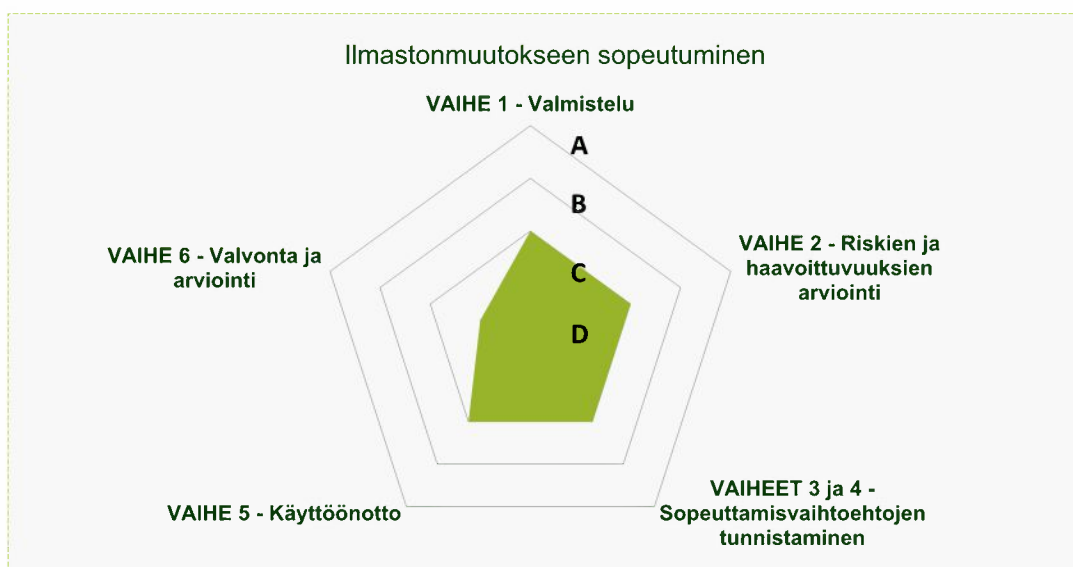 Ilmastonmuutokseen sopeutuminen
VAIHE 1 - Valmistelu
A
B
VAIHE 2 - Riskien ja
haavoittuvuuksien
arviointi
VAIHE 6 - Valvonta ja
arviointi
C
D
VAIHEET 3 ja 4 -
Sopeuttamisvaihtoehtojen
tunnistaminen
VAIHE 5 - Käyttöönotto